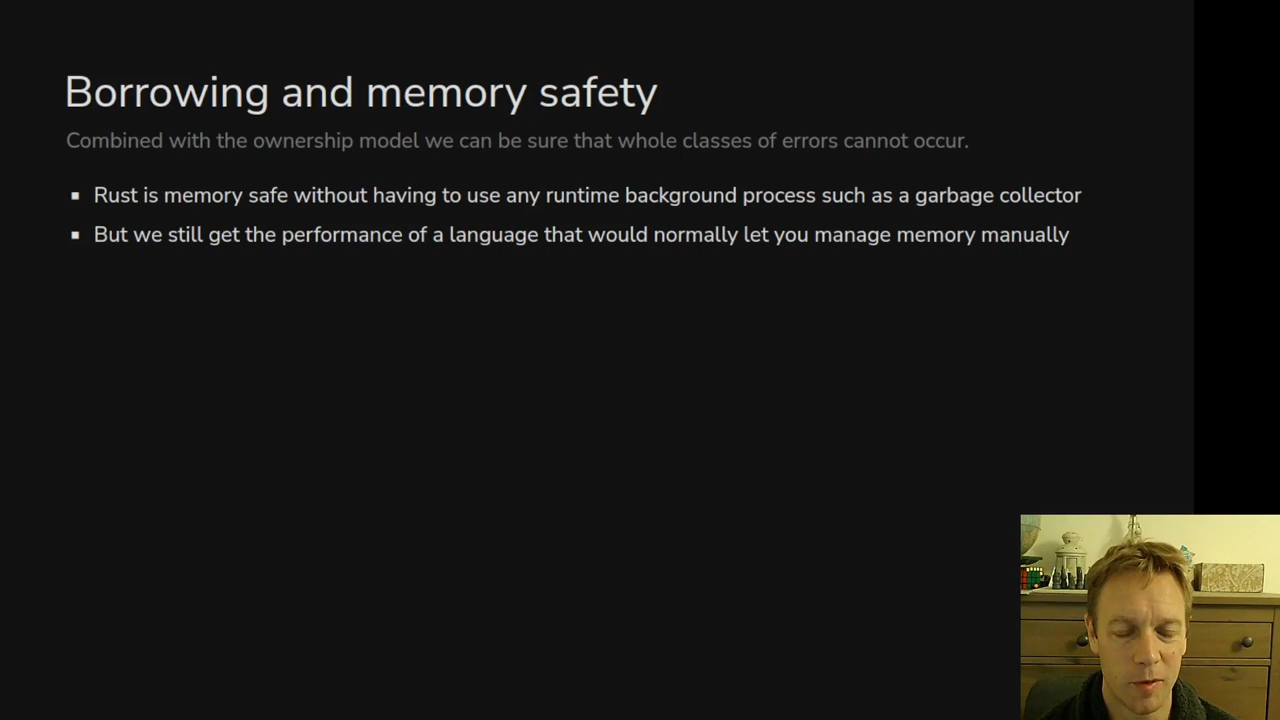 Borrowing and memory safety
Combined with the ownership model we can be sure that whole classes of errors cannot occur.
Rust is memory safe without having to use any runtime background process such as a garbage collector
But we still get the performance of a language that would normally let you manage memory manually